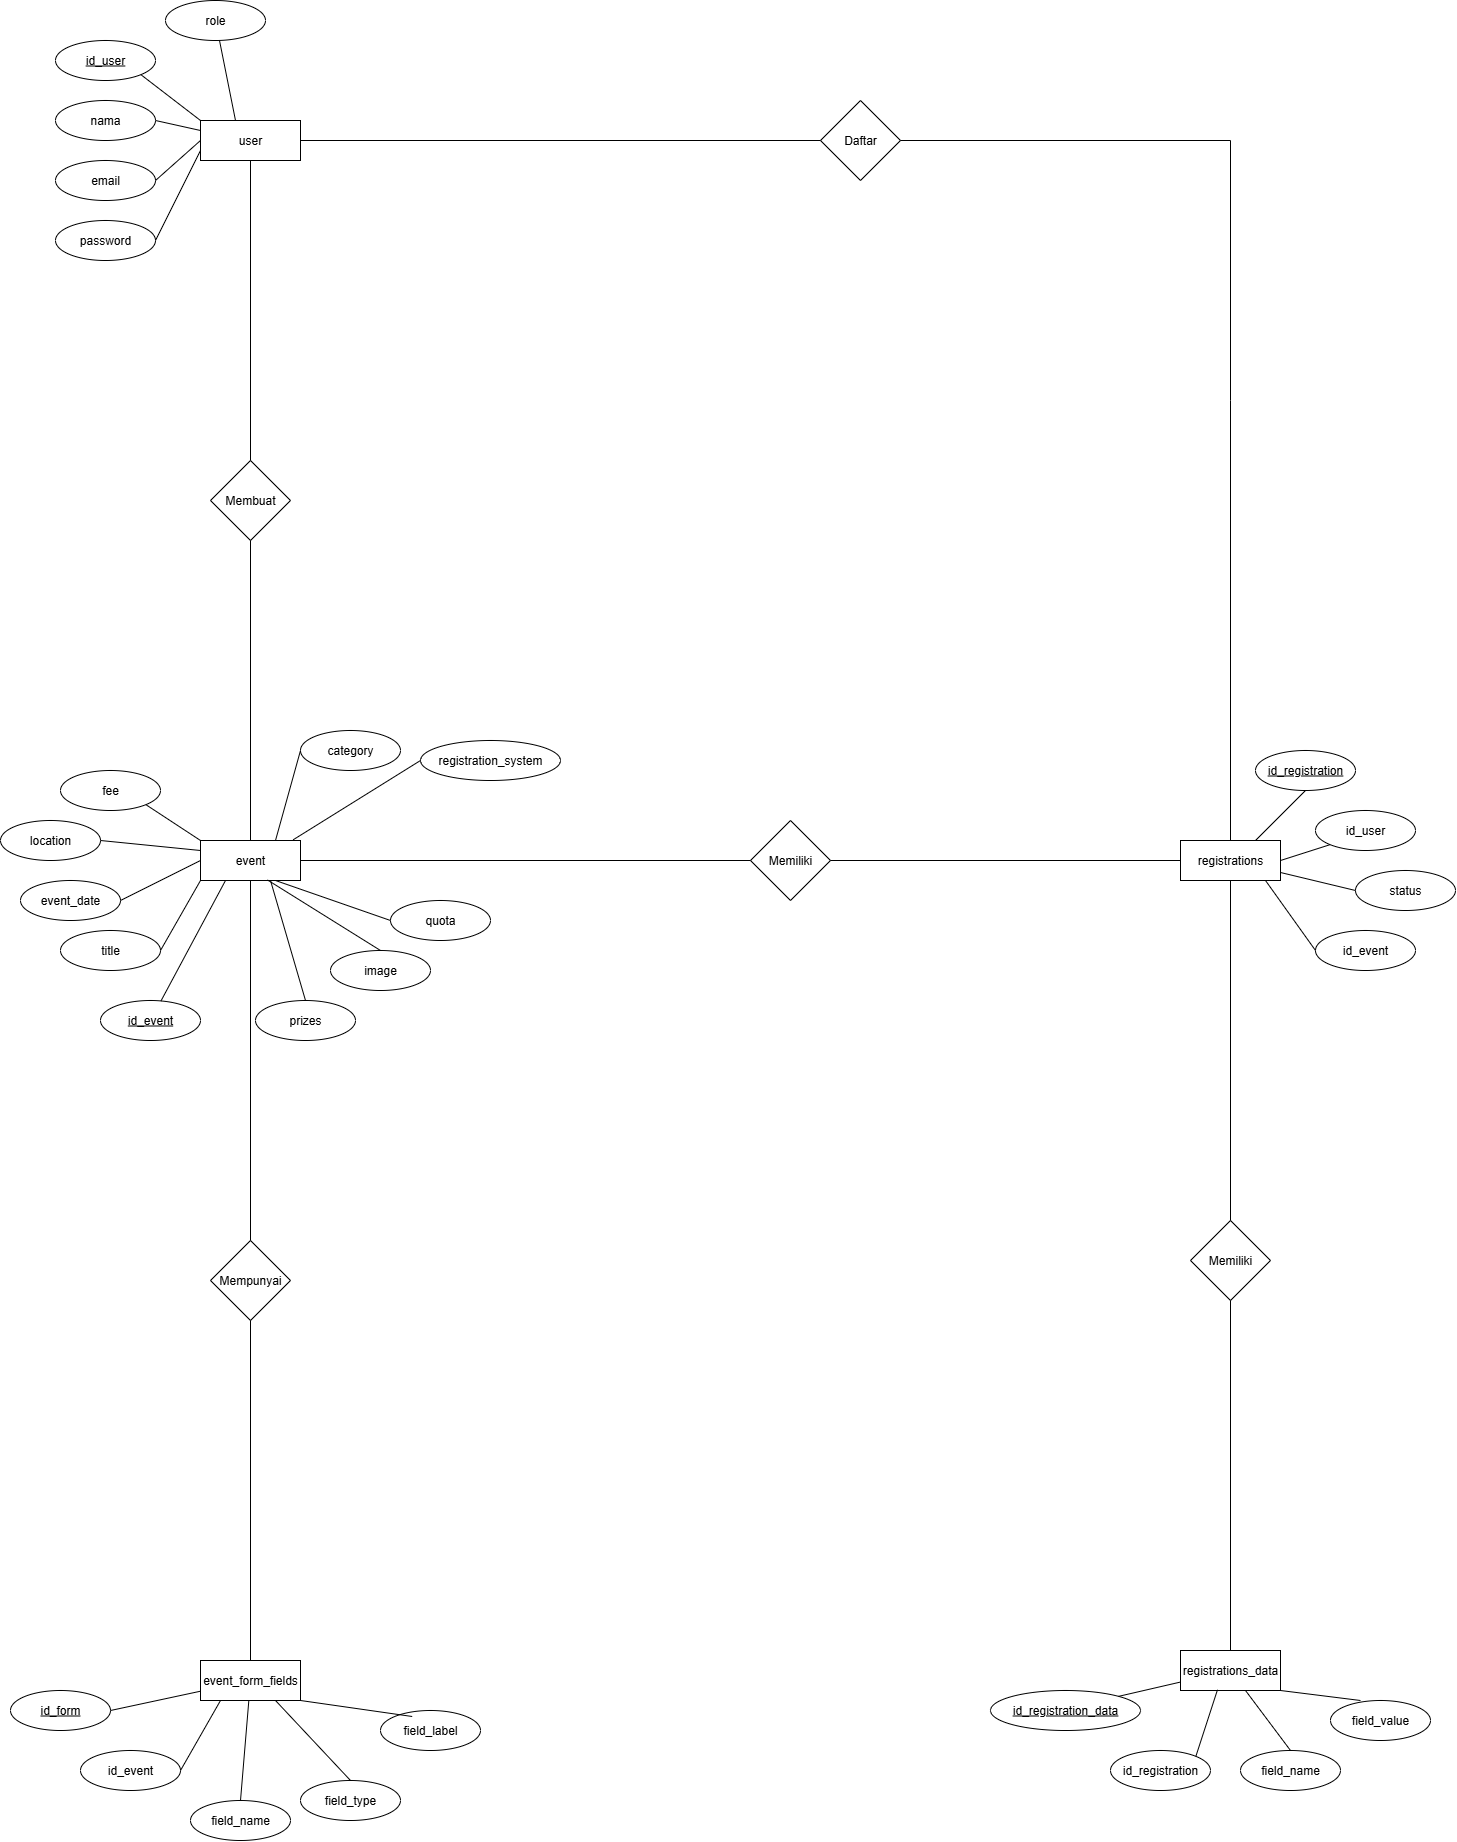 role
id_user
nama
user
Daftar
email
password
Membuat
category
registration_system
fee
id_registration
location
id_user
event
Memiliki
registrations
event_date
status
quota
title
id_event
image
id_event
prizes
Mempunyai
Memiliki
event_form_fields
registrations_data
id_form
id_registration_data
field_label
field_value
id_event
id_registration
field_name
field_type
field_name